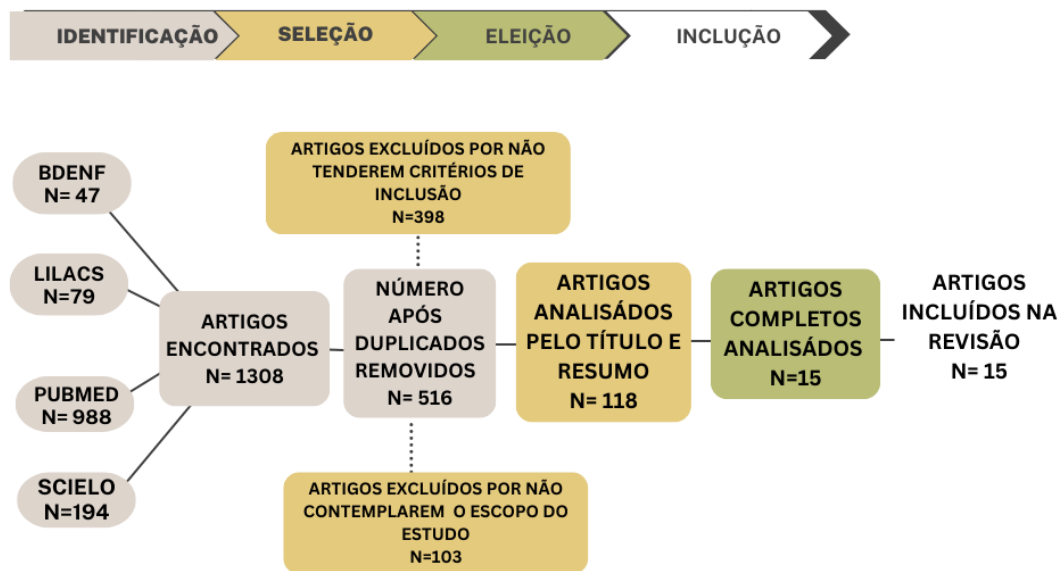 IDENTIFICAÇÃO
SELEÇÃO
ELEIÇÃO
INCLUSÃO
BDENF
N= 47
LILACS
N=79
PUBMED
N= 988
SCIELO
N=194
ARTIGOS
ENCONTRADOS
N= 1308
ARTIGOS EXCLUÍDOS POR NÃO
TENDEREM CRITÉRIOS DE
INCLUSÃO
N=398
NÚMERO
APÓS
DUPLICADOS
REMOVIDOS
N= 516
ARTIGOS EXCLUÍDOS POR NÃO
CONTEMPLAREM O ESCOPO DO
ESTUDO
N=103
ARTIGOS
ANALISÁDOS
PELO TÍTULO E
RESUMO
N= 118
ARTIGOS
COMPLETOS
ANALISÁDOS
N=15
ARTIGOS
INCLUÍDOS NA
REVISÃO
N= 15